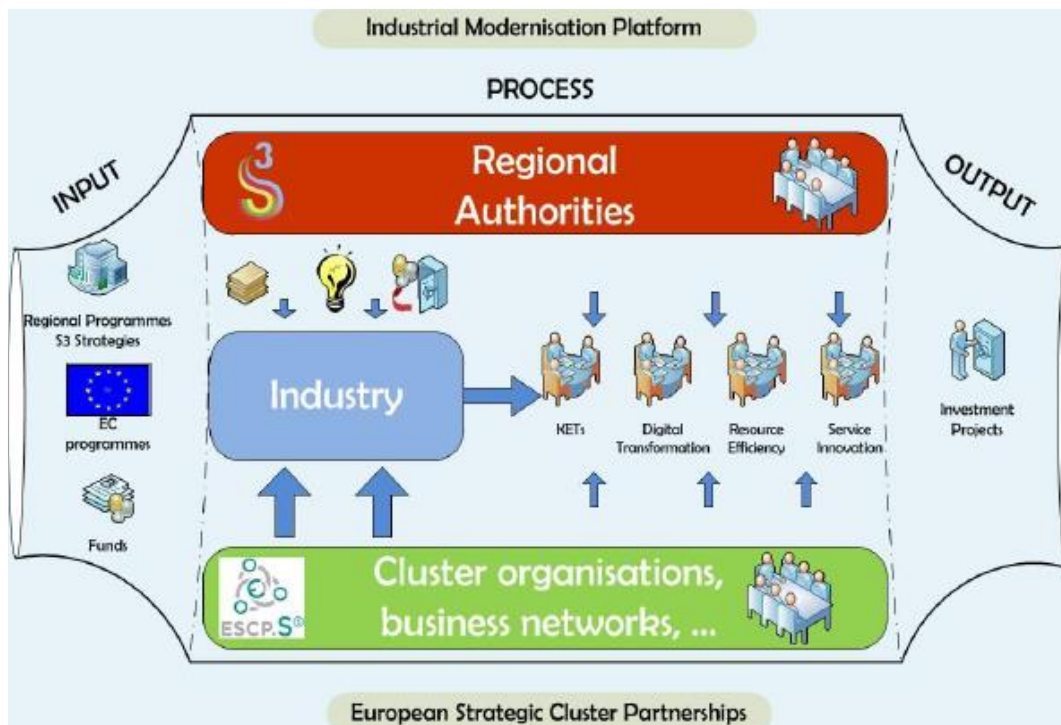 Industrial Modernisation Platform
PROCESS
INPUT
OUTPUT
S3
Regional
Authorities
Regional Programmes
S3 Strategies
EC
programmes
Funds
Industry
KETs
Digital
Transformation
Resource
Efficiency
Service
Innovation
Investment
Projects
ESCP.S®
Cluster organisations,
business networks, ...
European Strategic Cluster Partnerships